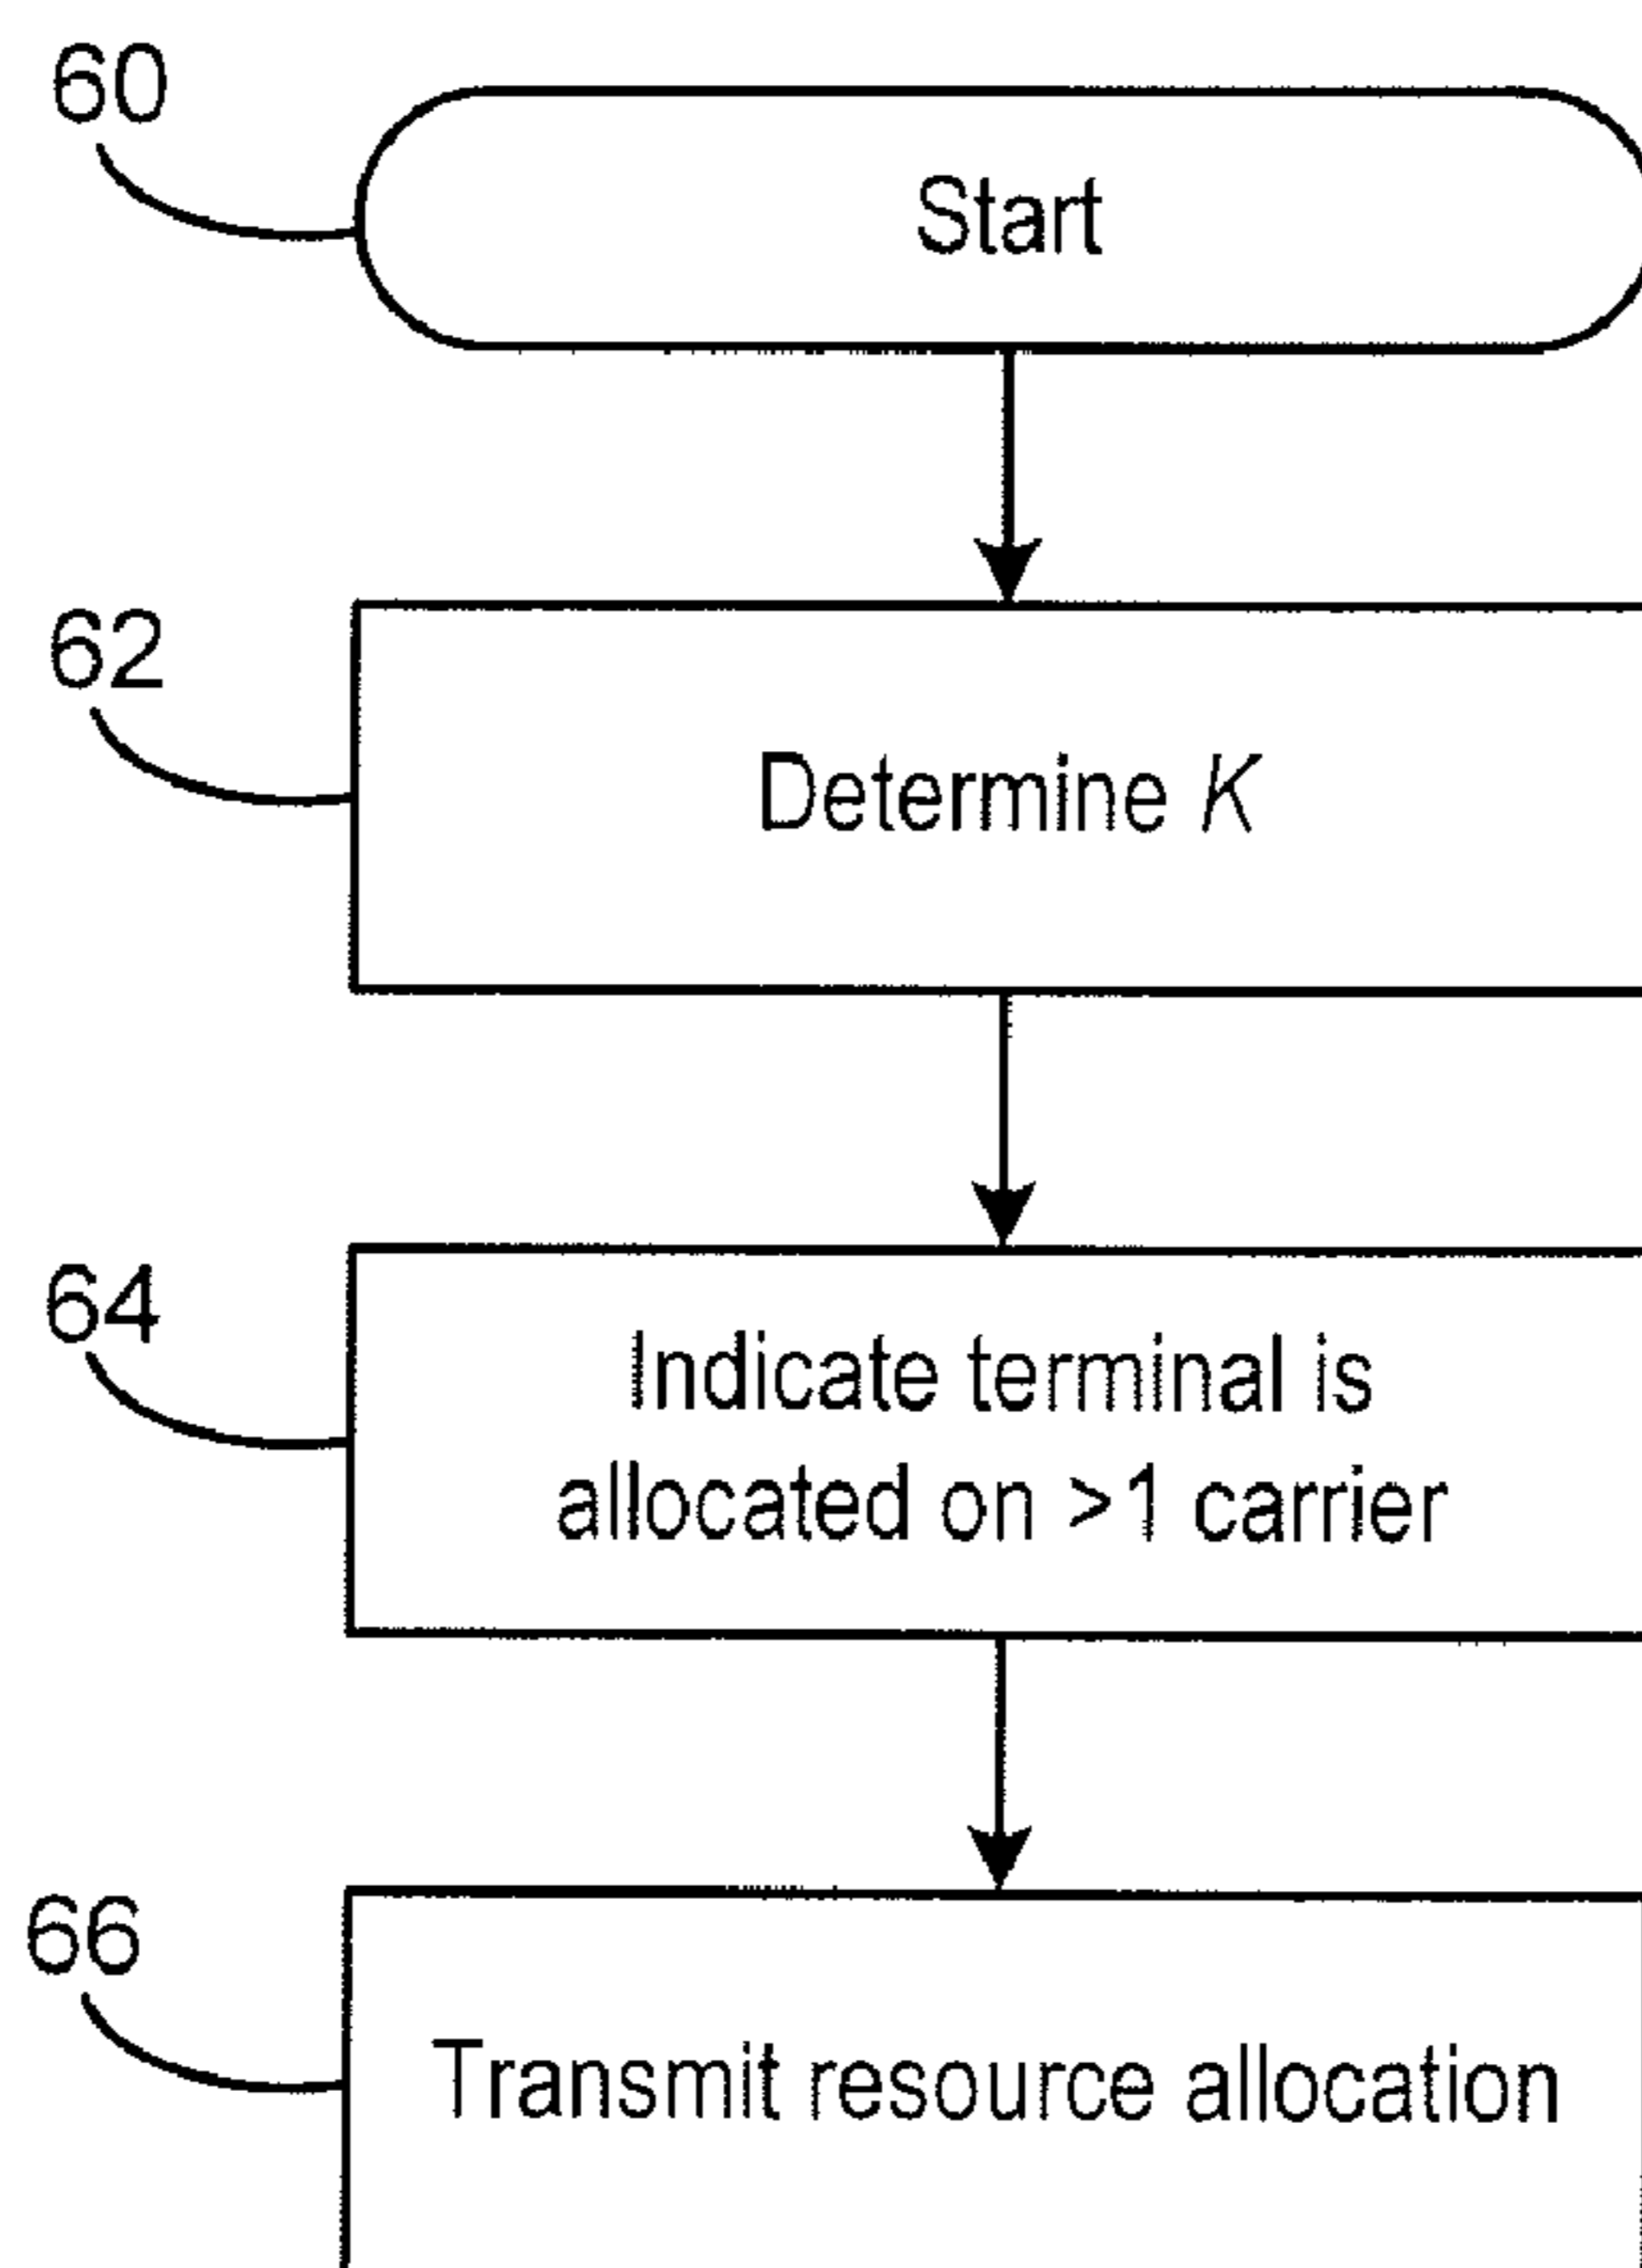 60
Start
62
Determine K
64
Indicate terminal is
allocated on >1 carrier
66
Transmit resource allocation